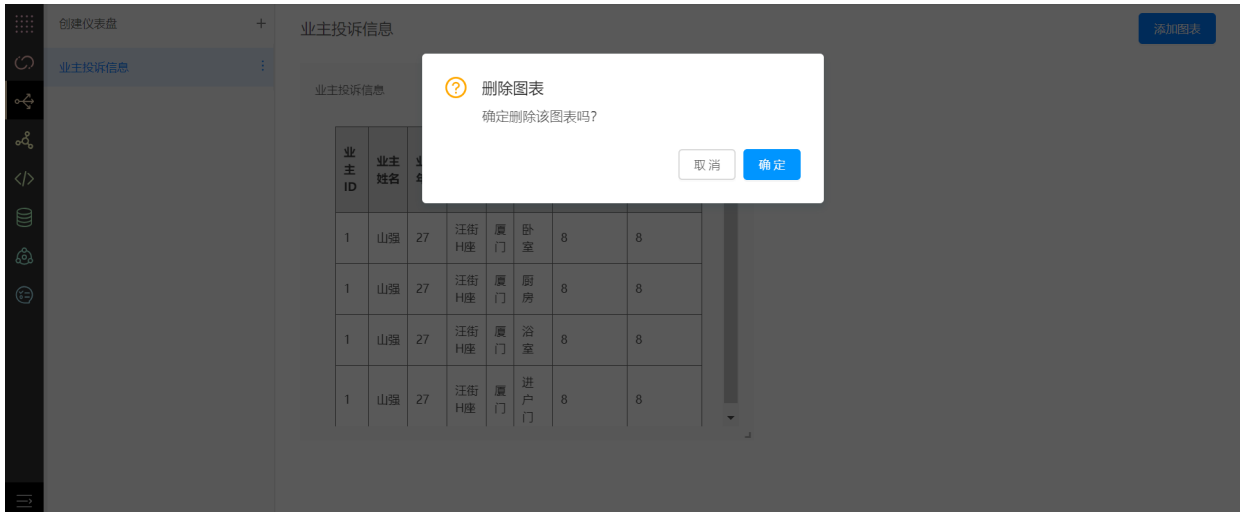 创建仪表盘
业主投诉信息
业主投诉信息
添加图表
业主投诉信息
删除图表
确定删除该图表吗?
取消
确定
业
主
ID
业主
姓名
1
山强
27
汪街
H座
厦
门
卧
室
8
8
1
山强
27
汪街
H座
厦
门
厨
房
8
8
1
山强
27
汪街
H座
厦
门
浴
室
8
8
1
山强
27
汪街
H座
厦
门
进
户
门
8
8